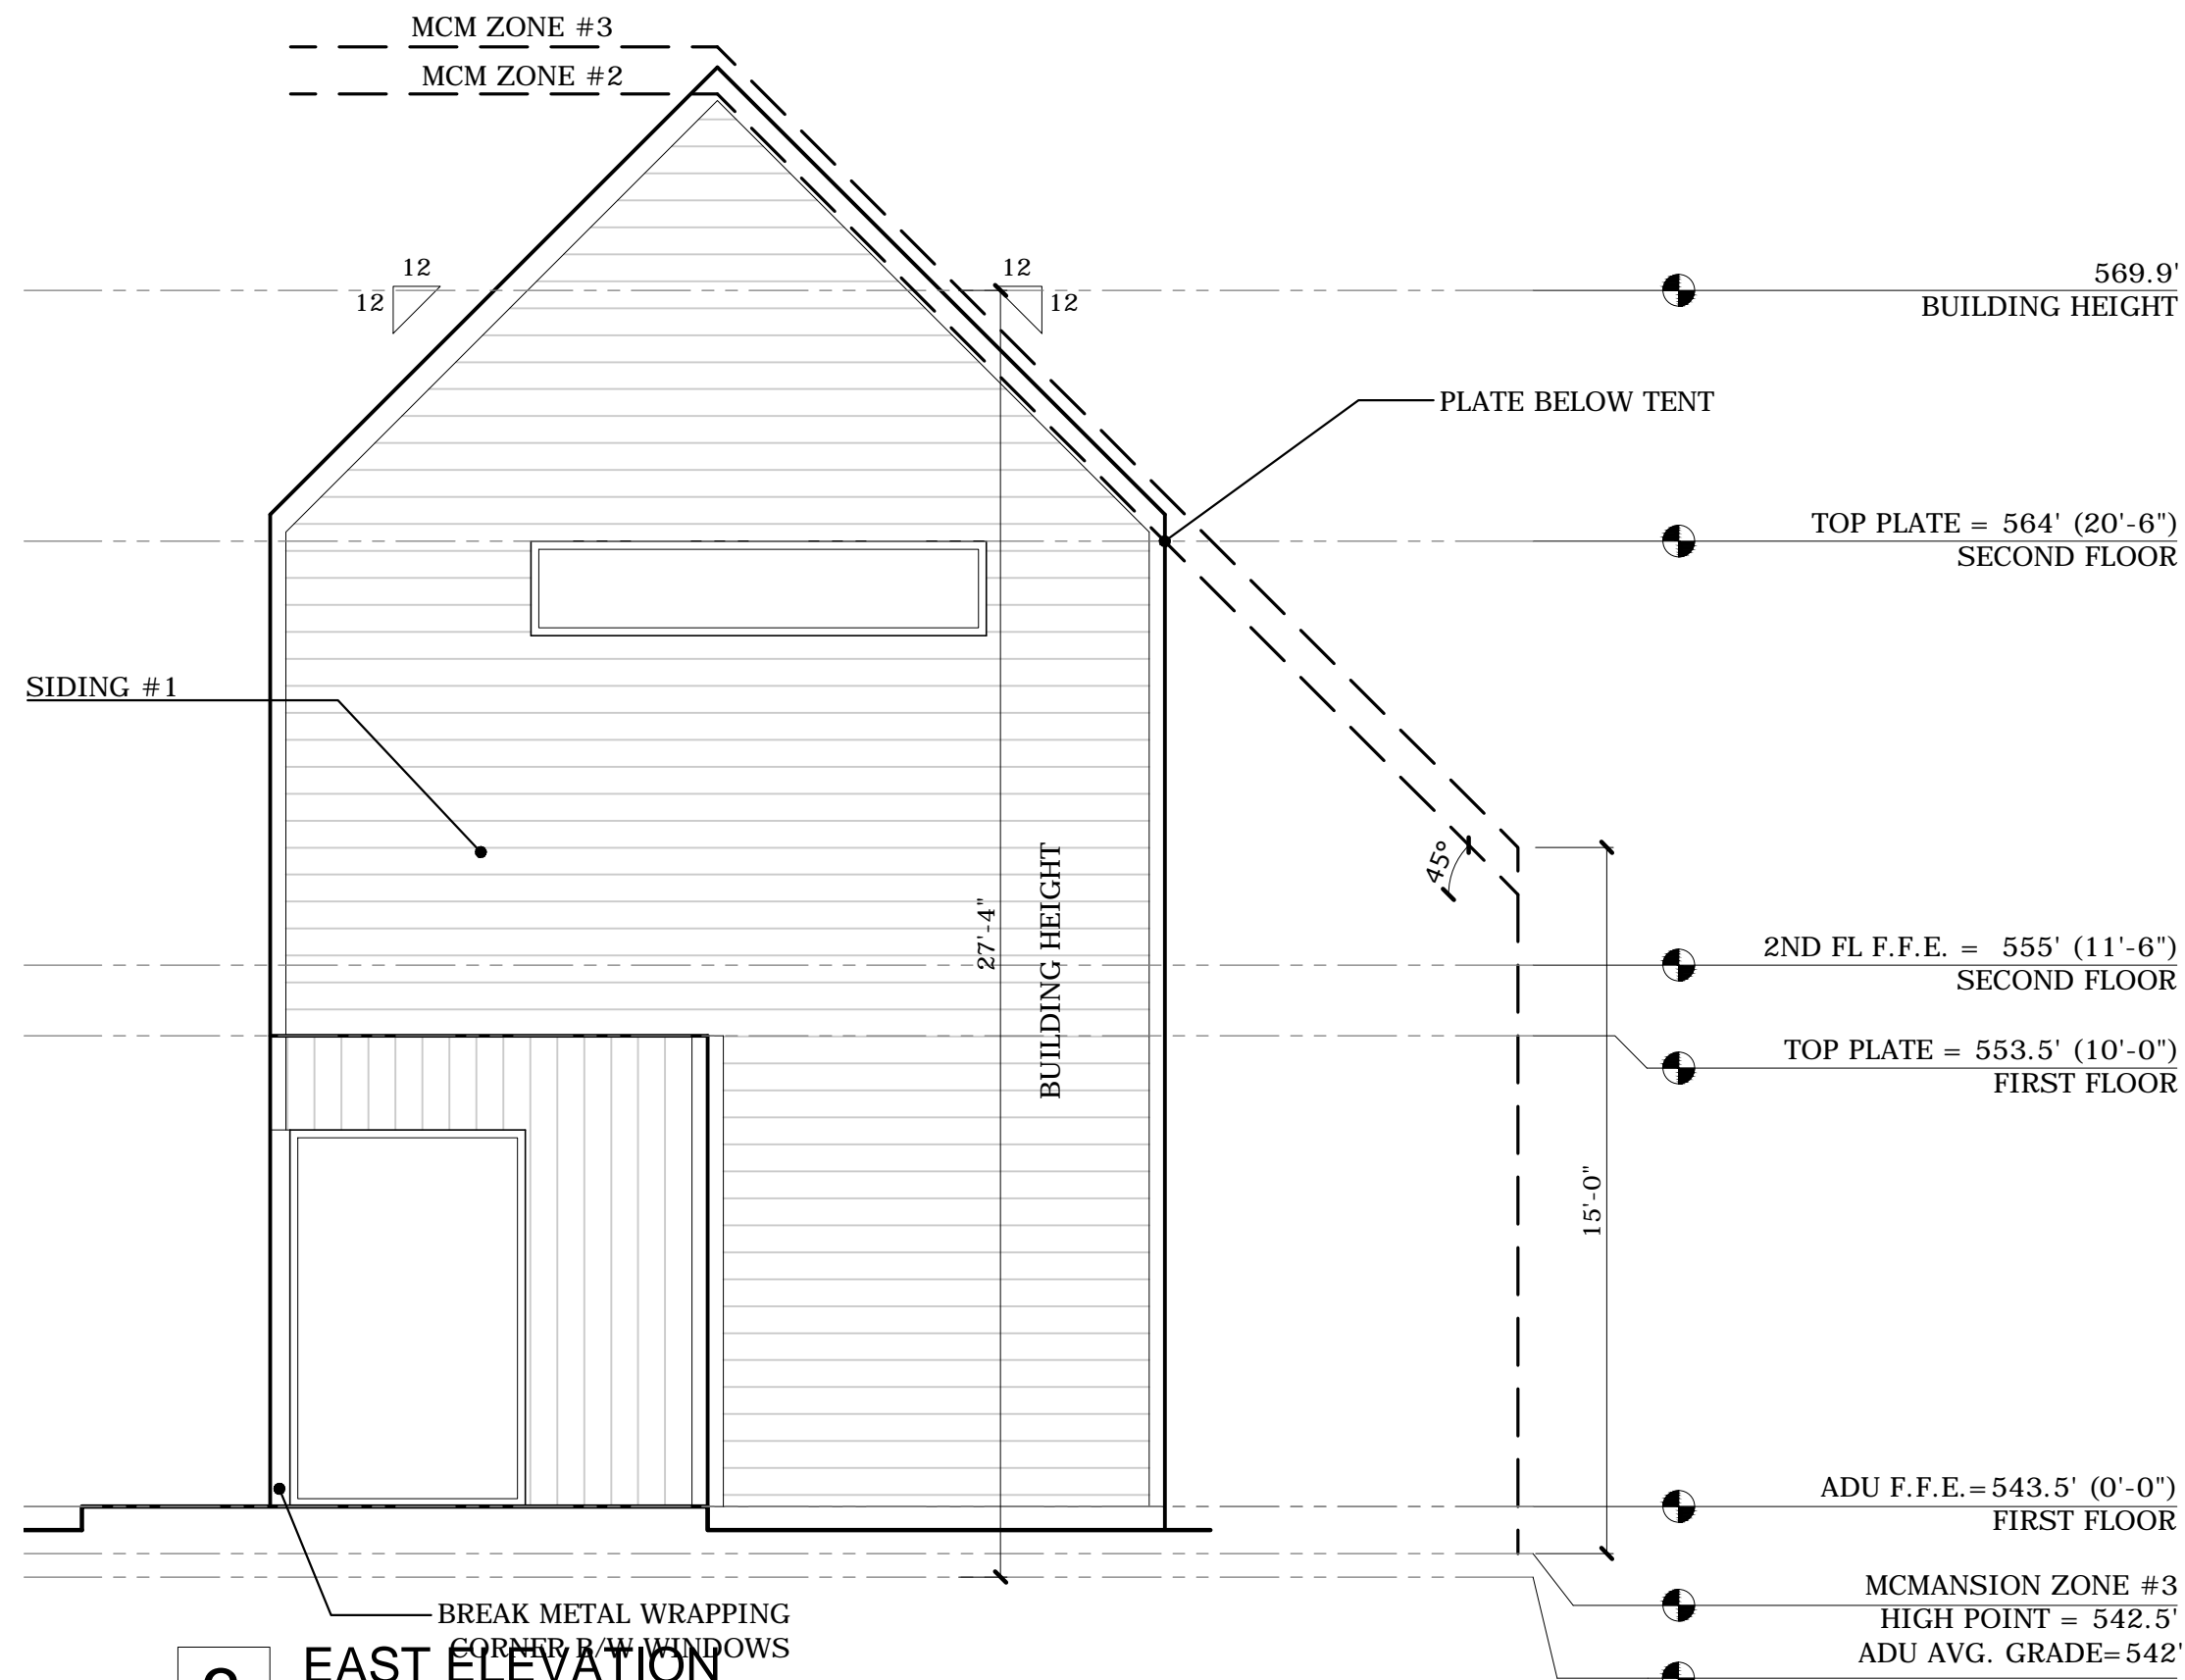 MCM ZONE #3
MCM ZONE #2
12
12
12
12
569.9'
BUILDING HEIGHT
PLATE BELOW TENT
TOP PLATE = 564' (20'-6")
SECOND FLOOR
SIDING #1
45°
27'-4"
BUILDING HEIGHT
2ND FL F.F.E. = 555' (11'-6")
SECOND FLOOR
TOP PLATE = 553.5' (10'-0")
FIRST FLOOR
15'-0"
ADU F.F.E.=543.5' (0'-0")
FIRST FLOOR
MCMANSION ZONE #3
HIGH POINT = 542.5'
ADU AVG. GRADE=542'
BREAK METAL WRAPPING
CORNER B/W WINDOWS
EAST ELEVATION